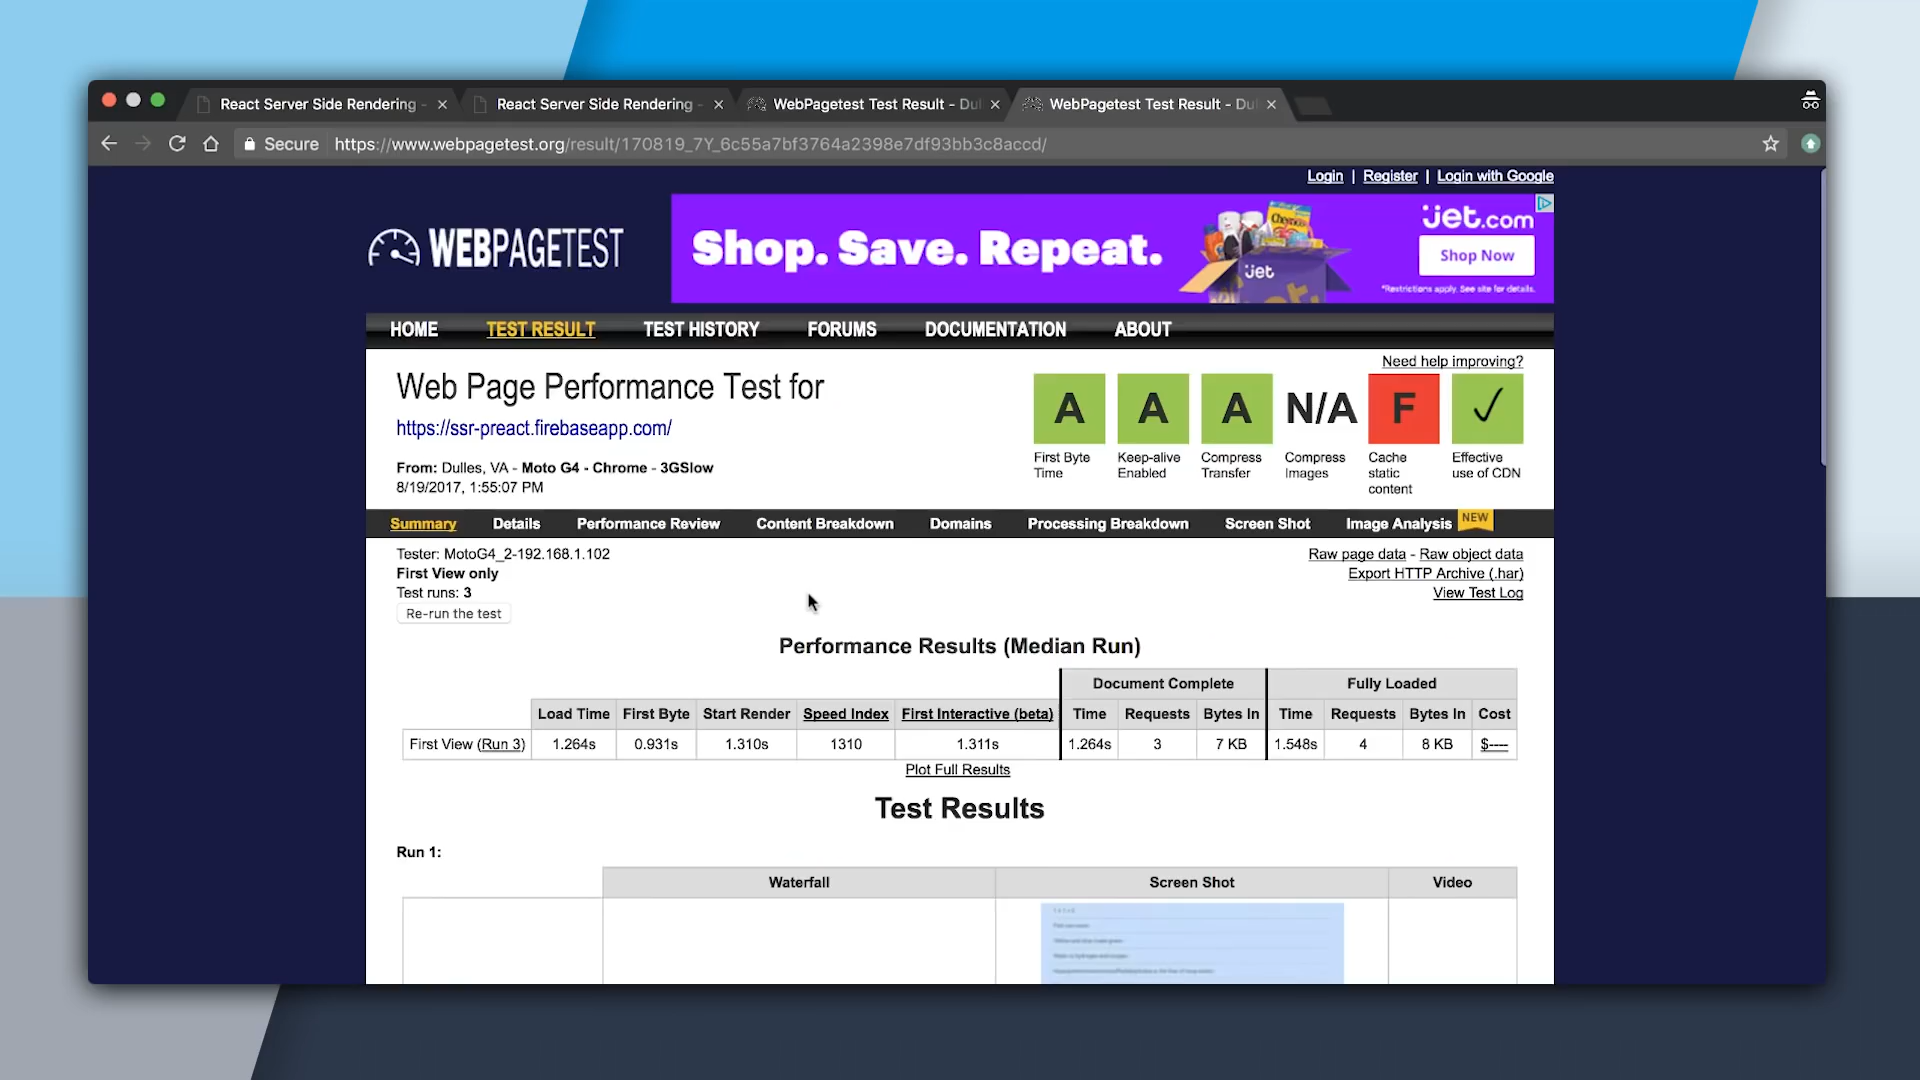 React Server Side Rendering -
React Server Side Rendering -
WebPagetest Test Result - Dul
WebPagetest Test Result - Dul
Secure
https://www.webpagetest.org/result/170819_7Y_6c55a7bf3764a2398e7df93bb3c8accd/
Login | Register | Login with Google
WEBPAGETEST
Shop. Save. Repeat.
Cheerios
jet
jet.com
Shop Now
*Restrictions apply. See site for details.
HOME TEST RESULT TEST HISTORY FORUMS DOCUMENTATION ABOUT
Need help improving?
Web Page Performance Test for
https://ssr-preact.firebaseapp.com/
From: Dulles, VA - Moto G4 - Chrome - 3GSlow
8/19/2017, 1:55:07 PM
A First Byte Time
A Keep-alive Enabled
A Compress Transfer
N/A Compress Images
F Cache static content
✓ Effective use of CDN
Summary Details Performance Review Content Breakdown Domains Processing Breakdown Screen Shot Image Analysis NEW
Tester: MotoG4_2-192.168.1.102
First View only
Test runs: 3
Re-run the test
Raw page data - Raw object data
Export HTTP Archive (.har)
View Test Log
Performance Results (Median Run)
Document Complete Fully Loaded
Load Time First Byte Start Render Speed Index First Interactive (beta) Time Requests Bytes In Time Requests Bytes In Cost
First View (Run 3) 1.264s 0.931s 1.310s 1310 1.311s 1.264s 3 7 KB 1.548s 4 8 KB $----
Plot Full Results
Test Results
Run 1:
Waterfall Screen Shot Video